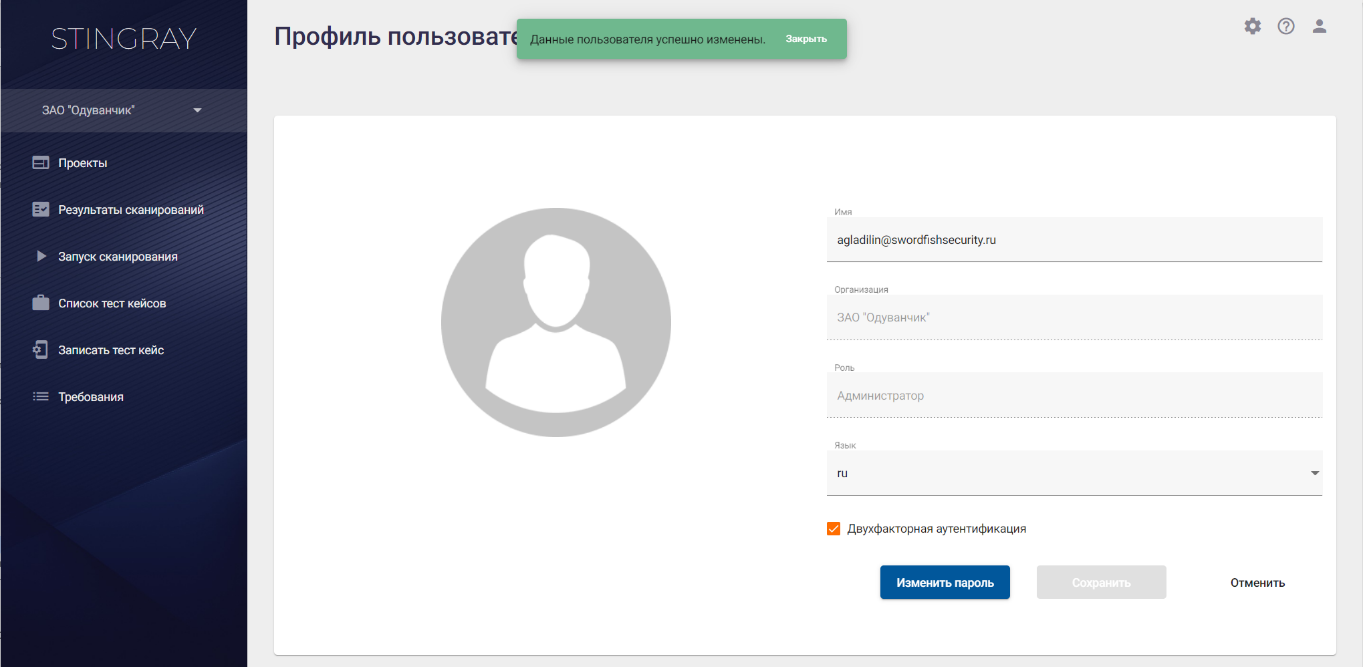 STINGRAY
ЗАО "Одуванчик"
Проекты
Результаты сканирований
Запуск сканирования
Список тест кейсов
Записать тест кейс
Требования
Профиль пользовате
Данные пользователя успешно изменены. Закрыть
Имя
agladilin@swordfishsecurity.ru
Организация
ЗАО "Одуванчик"
Роль
Администратор
Язык
ru
Двухфакторная аутентификация
Изменить пароль Сохранить Отменить